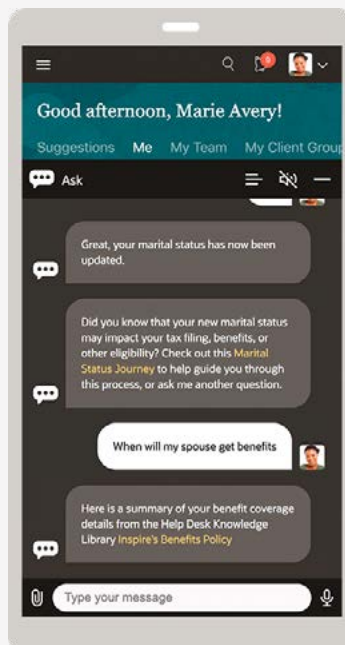 Good afternoon, Marie Avery!
Suggestions Me My Team My Client Group
Ask
Great, your marital status has now been
updated.
Did you know that your new marital status
may impact your tax filing, benefits, or
other eligibility? Check out this Marital
Status Journey to help guide you through
this process, or ask me another question.
When will my spouse get benefits
Here is a summary of your benefit coverage
details from the Help Desk Knowledge
Library Inspire's Benefits Policy
Type your message